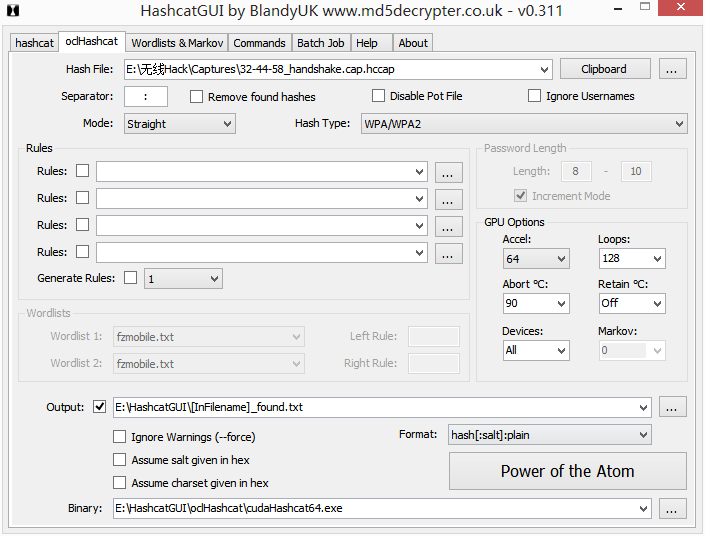 HashcatGUI by BlandyUK www.md5decrypter.co.uk - v0.311
hashcat oclHashcat Wordlists & Markov Commands Batch Job Help About
Hash File: E:\无线Hack\Captures\32-44-58_handshake.cap.hccap Clipboard ...
Separator: : Remove found hashes Disable Pot File Ignore Usernames
Mode: Straight Hash Type: WPA/WPA2
Rules
Rules: ...
Rules: ...
Rules: ...
Rules: ...
Generate Rules: 1
Password Length
Length: 8 - 10
Increment Mode
GPU Options
Accel: Loops:
64 128
Abort °C: Retain °C:
90 Off
Devices: Markov:
All 0
Wordlists
Wordlist 1: fzmobile.txt Left Rule:
Wordlist 2: fzmobile.txt Right Rule:
Output: E:\HashcatGUI\[InFilename]_found.txt ...
Ignore Warnings (--force) Format: hash[:salt]:plain
Assume salt given in hex
Assume charset given in hex
Power of the Atom
Binary: E:\HashcatGUI\oclHashcat\cudaHashcat64.exe ...